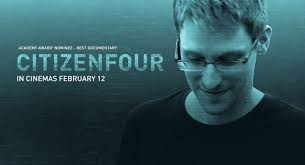 ACADEMY AWARD® NOMINEE - BEST DOCUMENTARY
CITIZENFOUR
IN CINEMAS FEBRUARY 12